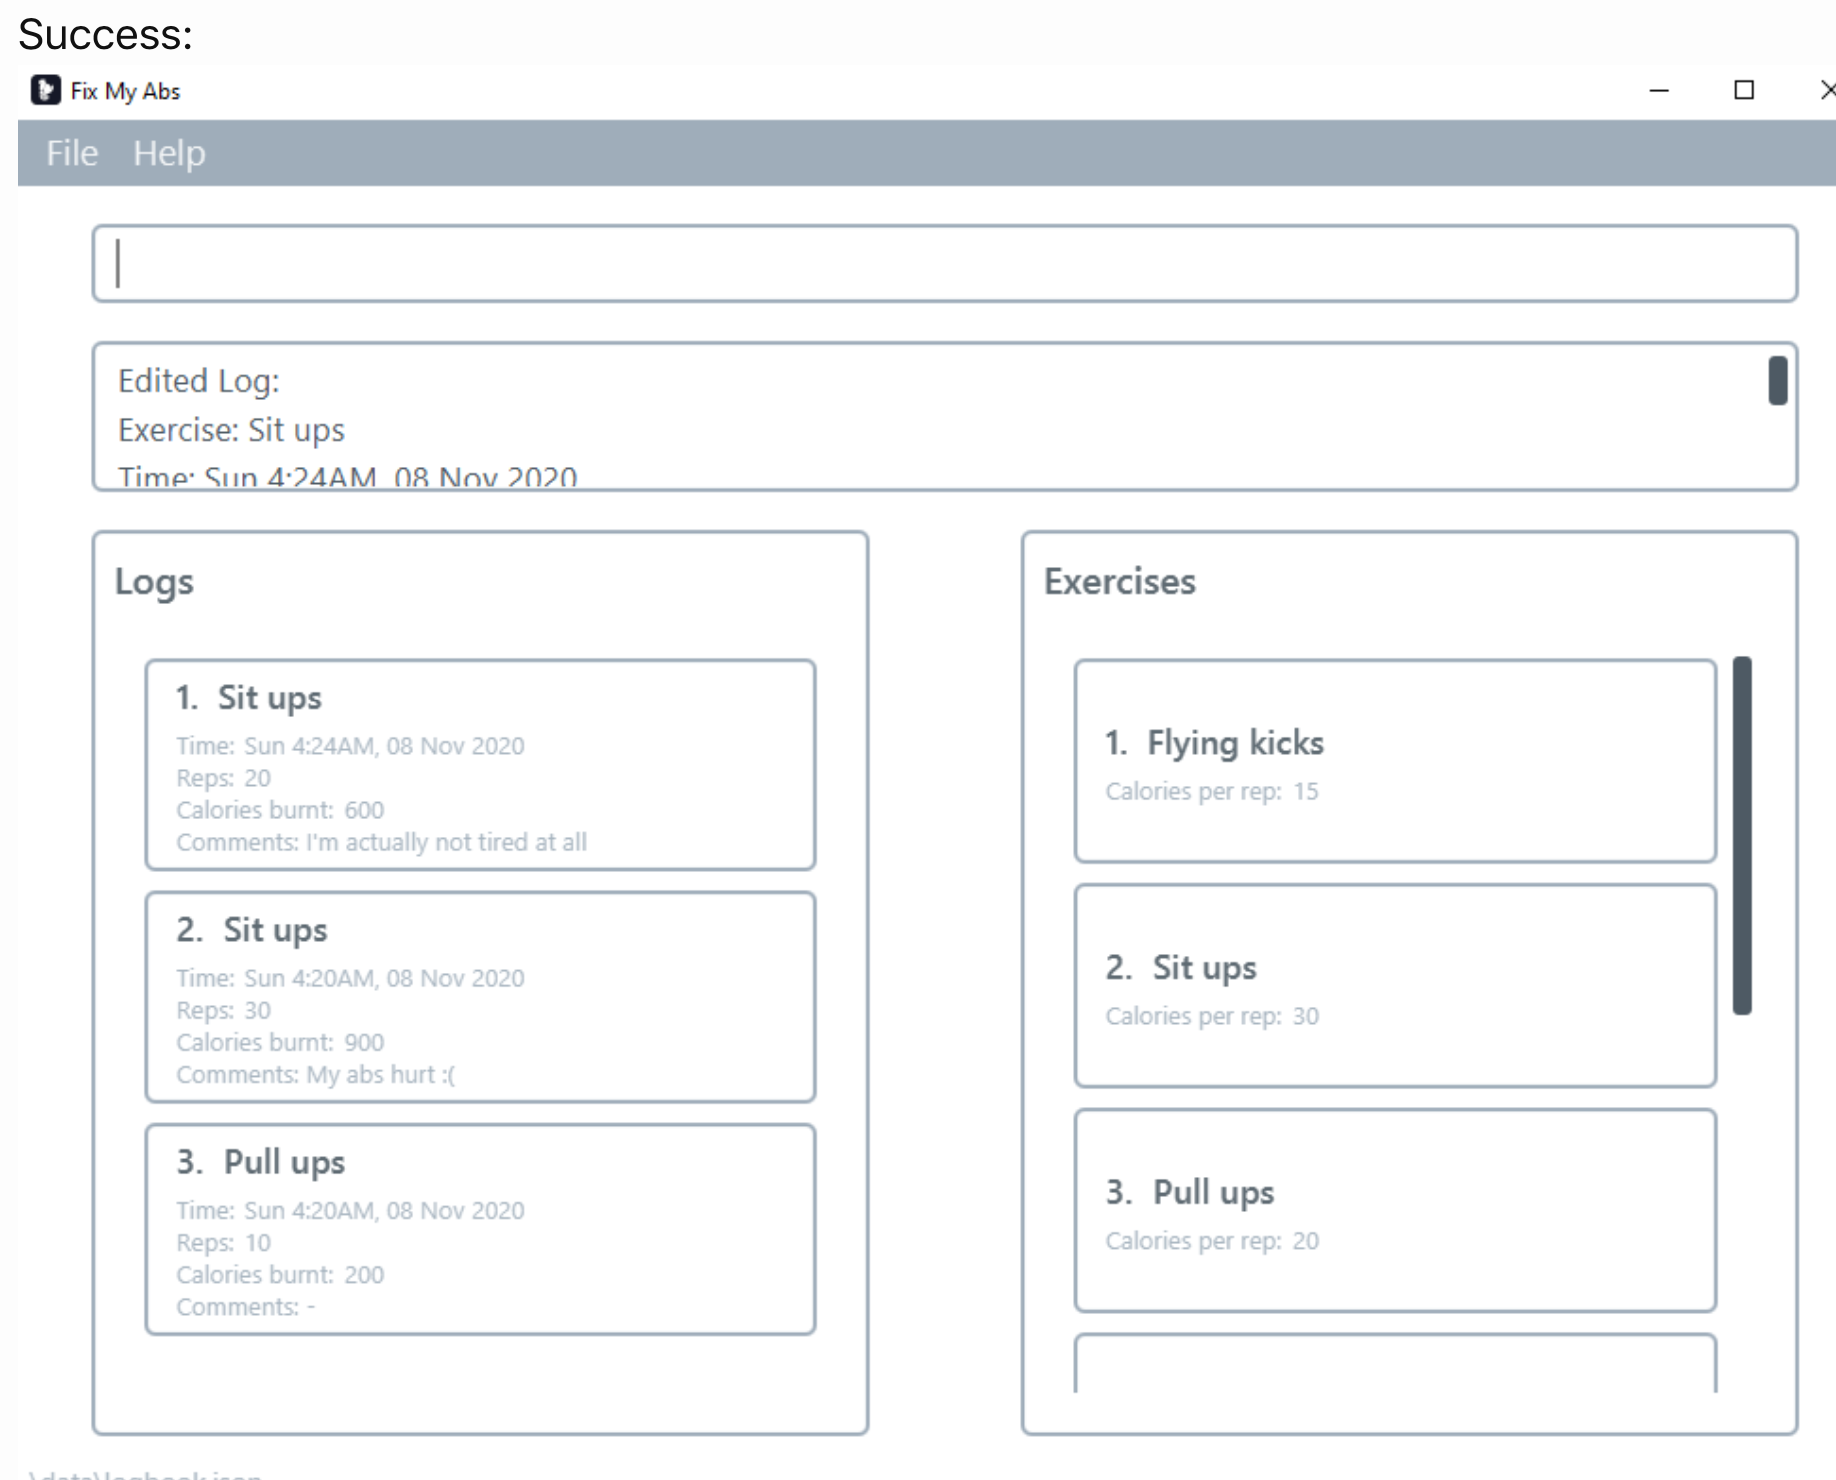 Success:
Fix My Abs
File Help
Edited Log:
Exercise: Sit ups
Time: Sun 4:24AM, 08 Nov 2020
Logs
1. Sit ups
Time: Sun 4:24AM, 08 Nov 2020
Reps: 20
Calories burnt: 600
Comments: I'm actually not tired at all
2. Sit ups
Time: Sun 4:20AM, 08 Nov 2020
Reps: 30
Calories burnt: 900
Comments: My abs hurt :(
3. Pull ups
Time: Sun 4:20AM, 08 Nov 2020
Reps: 10
Calories burnt: 200
Comments: -
Exercises
1. Flying kicks
Calories per rep: 15
2. Sit ups
Calories per rep: 30
3. Pull ups
Calories per rep: 20
\data\logbook.json